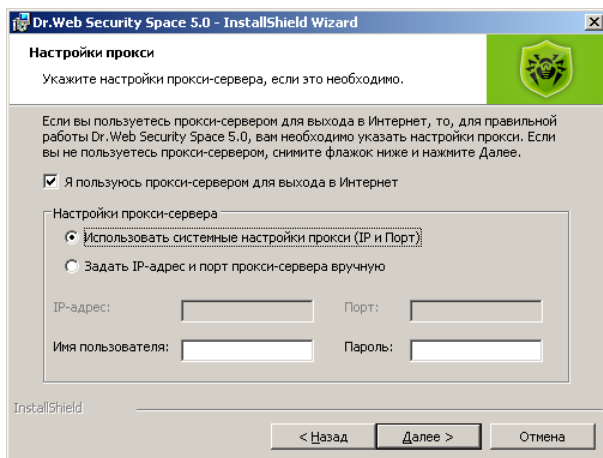 Dr.Web Security Space 5.0 - InstallShield Wizard
Настройки прокси
Укажите настройки прокси-сервера, если это необходимо.
Если вы пользуетесь прокси-сервером для выхода в Интернет, то, для правильной
работы Dr.Web Security Space 5.0, вам необходимо указать настройки прокси. Если
вы не пользуетесь прокси-сервером, снимите флажок ниже и нажмите Далее.
Я пользуюсь прокси-сервером для выхода в Интернет
Настройки прокси-сервера
Использовать системные настройки прокси (IP и Порт)
Задать IP-адрес и порт прокси-сервера вручную
IP-адрес: Порт:
Имя пользователя: Пароль:
InstallShield
< Назад Далее > Отмена